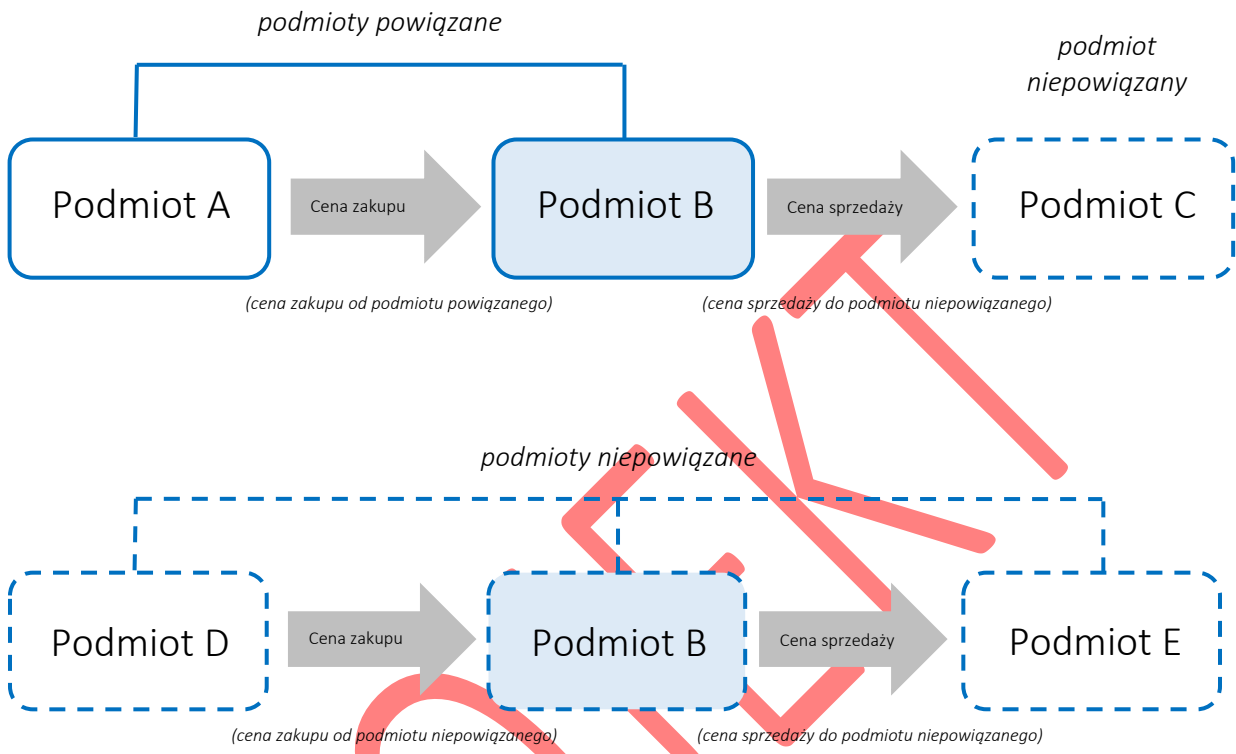 podmioty powiązane
podmiot
niepowiązany
Podmiot A
Cena zakupu
Podmiot B
Cena sprzedaży
Podmiot C
(cena zakupu od podmiotu powiązanego)
(cena sprzedaży do podmiotu niepowiązanego)
podmioty niepowiązane
Podmiot D
Cena zakupu
Podmiot B
Cena sprzedaży
Podmiot E
(cena zakupu od podmiotu niepowiązanego)
(cena sprzedaży do podmiotu niepowiązanego)